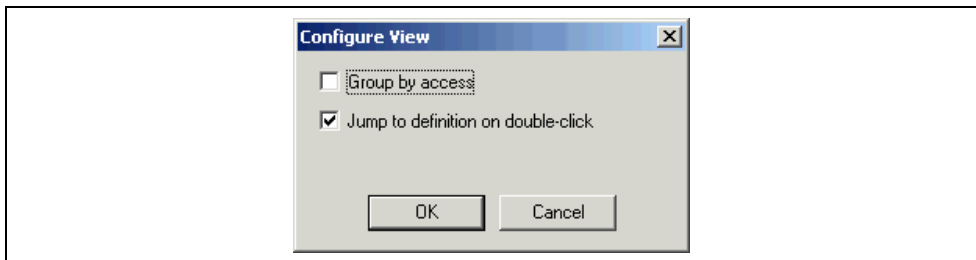 Configure View
Group by access
Jump to definition on double-click
OK
Cancel